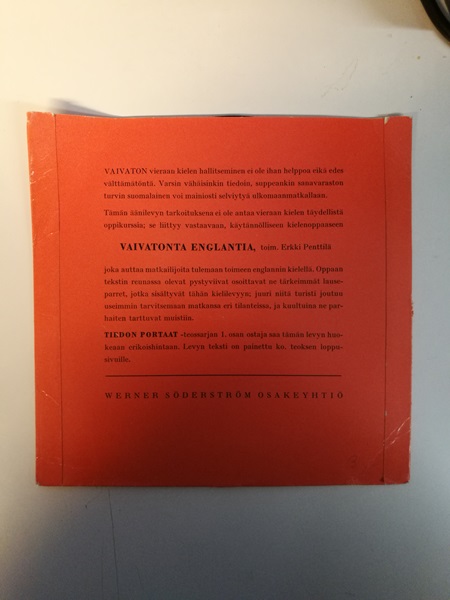 VAIVATON vieraan kielen hallitseminen ei ole ihan helppoa eikä edes
välttämätöntä. Varsin vähäisinkin tiedoin, suppeankin sanavaraston
turvin suomalainen voi mainiosti selviytyä ulkomaanmatkallaan.
Tämän äänilevyn tarkoituksena ei ole antaa vieraan kielen täydellistä
oppikurssia; se liittyy vastaavaan, käytännölliseen kielenoppaaseen
VAIVATONTA ENGLANTIA, toim. Erkki Penttilä
joka auttaa matkailijoita tulemaan toimeen englannin kielellä. Oppaan
tekstin reunassa olevat pystyviivat osoittavat ne tärkeimmät lause-
parret, jotka sisältyvät tähän kielilevyyn; juuri niitä turisti joutuu
useimmin tarvitsemaan matkansa eri tilanteissa, ja kuultuina ne par-
haiten tarttuvat muistiin.
TIEDON PORTAAT -teossarjan 1. osan ostaja saa tämän levyn huo-
keaan erikoishintaan. Levyn teksti on painettu ko. teoksen loppu-
sivuille.
WERNER SÖDERSTRÖM OSAKEYHTIÖ